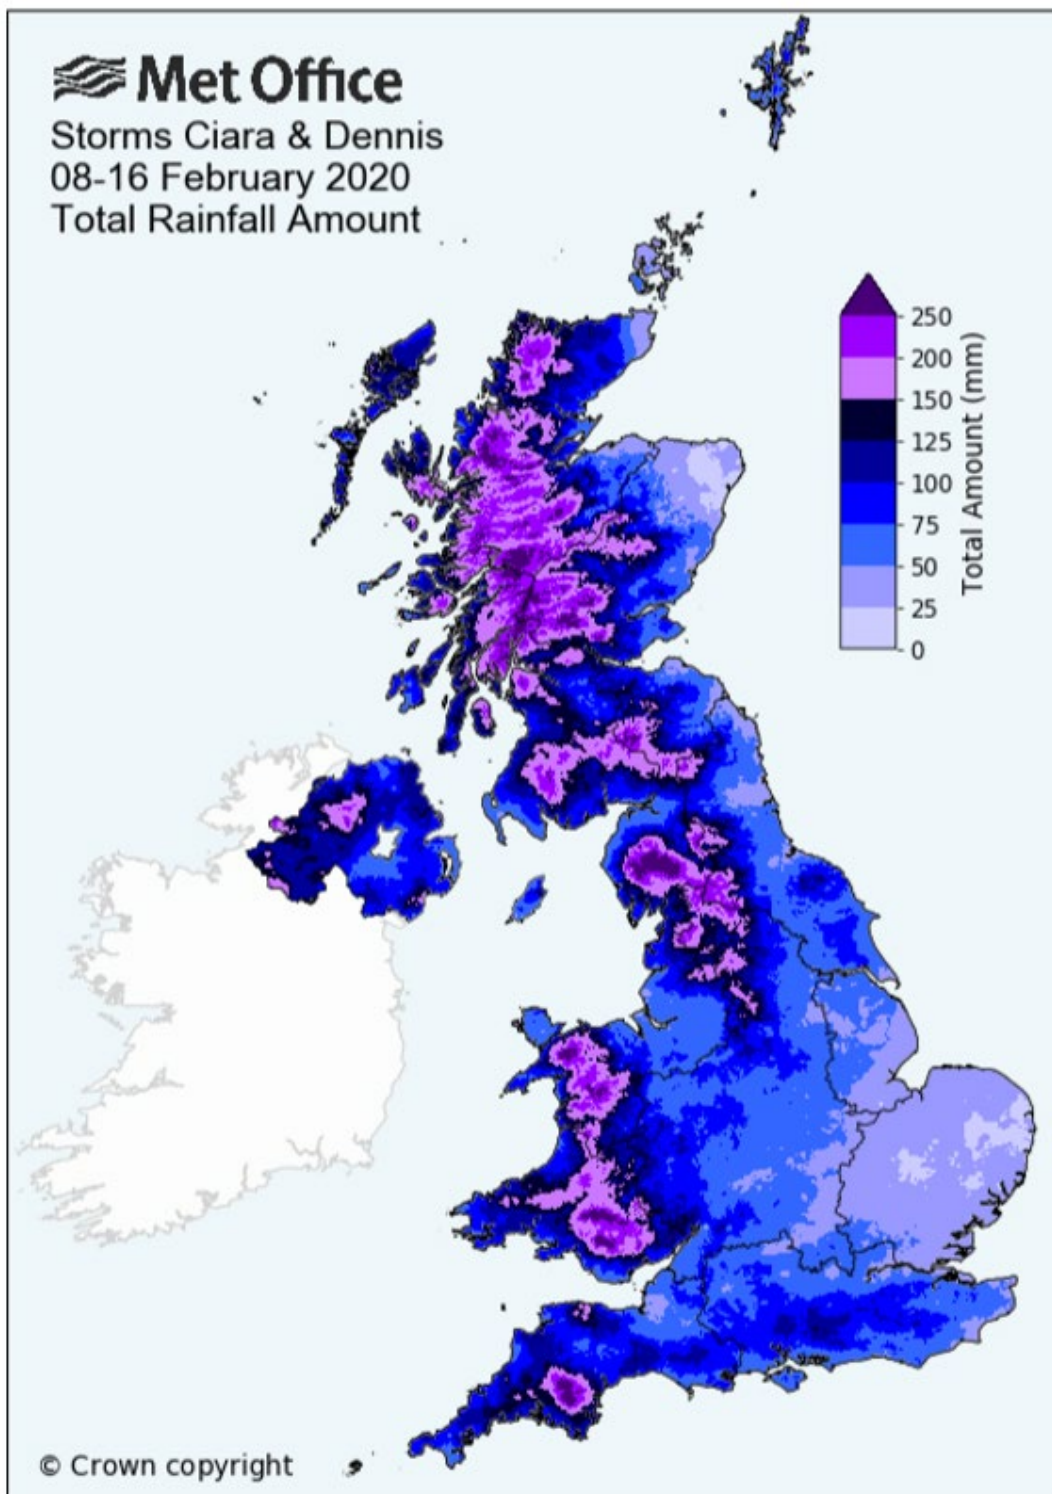 Met Office
Storms Ciara & Dennis
08-16 February 2020
Total Rainfall Amount
250
200
150
125
100
75
50
25
0
Total Amount (mm)
© Crown copyright